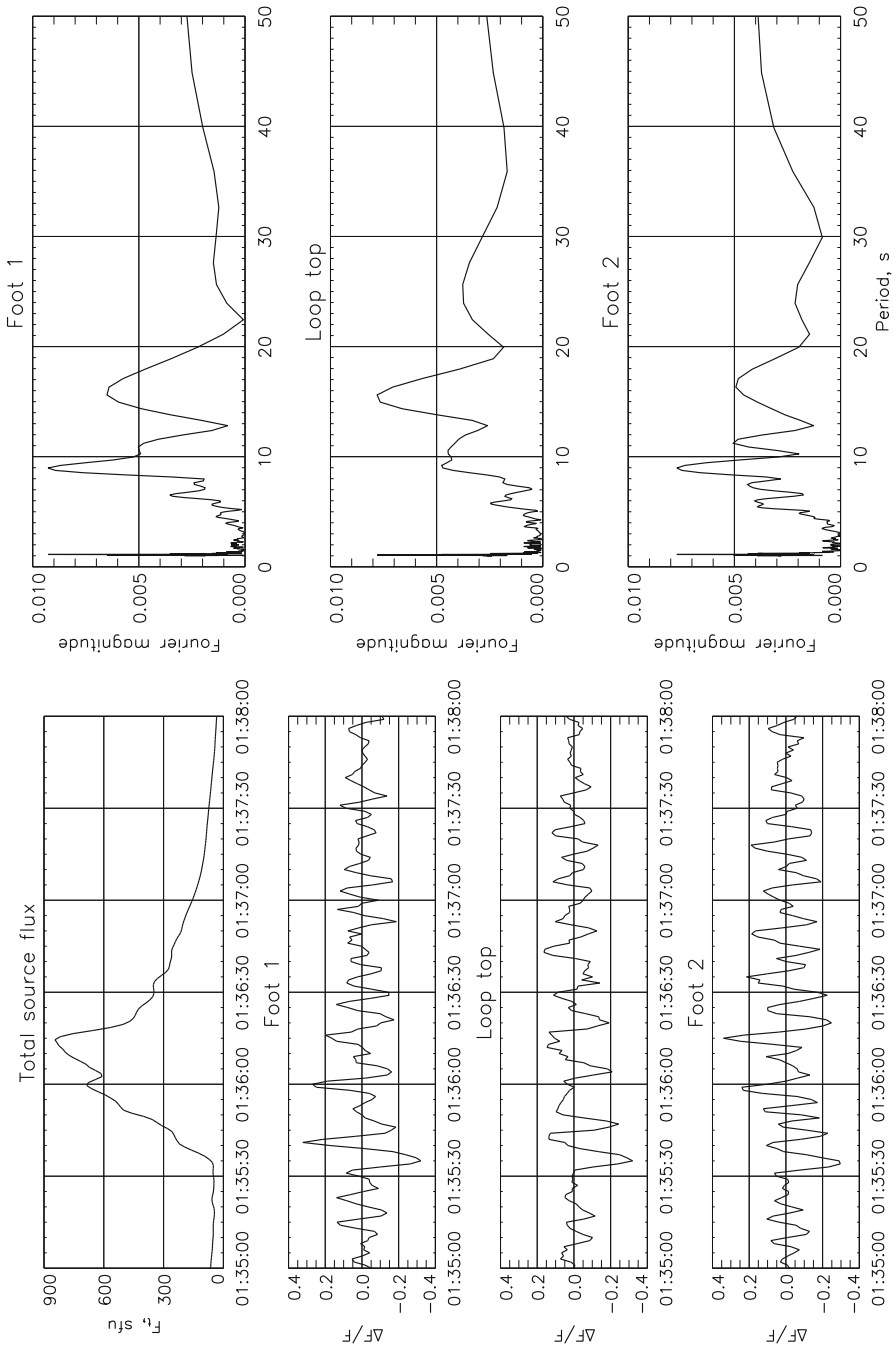 Total source flux
F_t, sfu
900
600
300
0
01:35:00 01:35:30 01:36:00 01:36:30 01:37:00 01:37:30 01:38:00
Foot 1
ΔF/F
0.4
0.2
0.0
-0.2
-0.4
01:35:00 01:35:30 01:36:00 01:36:30 01:37:00 01:37:30 01:38:00
Loop top
ΔF/F
0.4
0.2
0.0
-0.2
-0.4
01:35:00 01:35:30 01:36:00 01:36:30 01:37:00 01:37:30 01:38:00
Foot 2
ΔF/F
0.4
0.2
0.0
-0.2
-0.4
01:35:00 01:35:30 01:36:00 01:36:30 01:37:00 01:37:30 01:38:00
Foot 1
Fourier magnitude
0.010
0.005
0.000
0 10 20 30 40 50
Loop top
Fourier magnitude
0.010
0.005
0.000
0 10 20 30 40 50
Foot 2
Fourier magnitude
0.010
0.005
0.000
0 10 20 30 40 50
Period, s